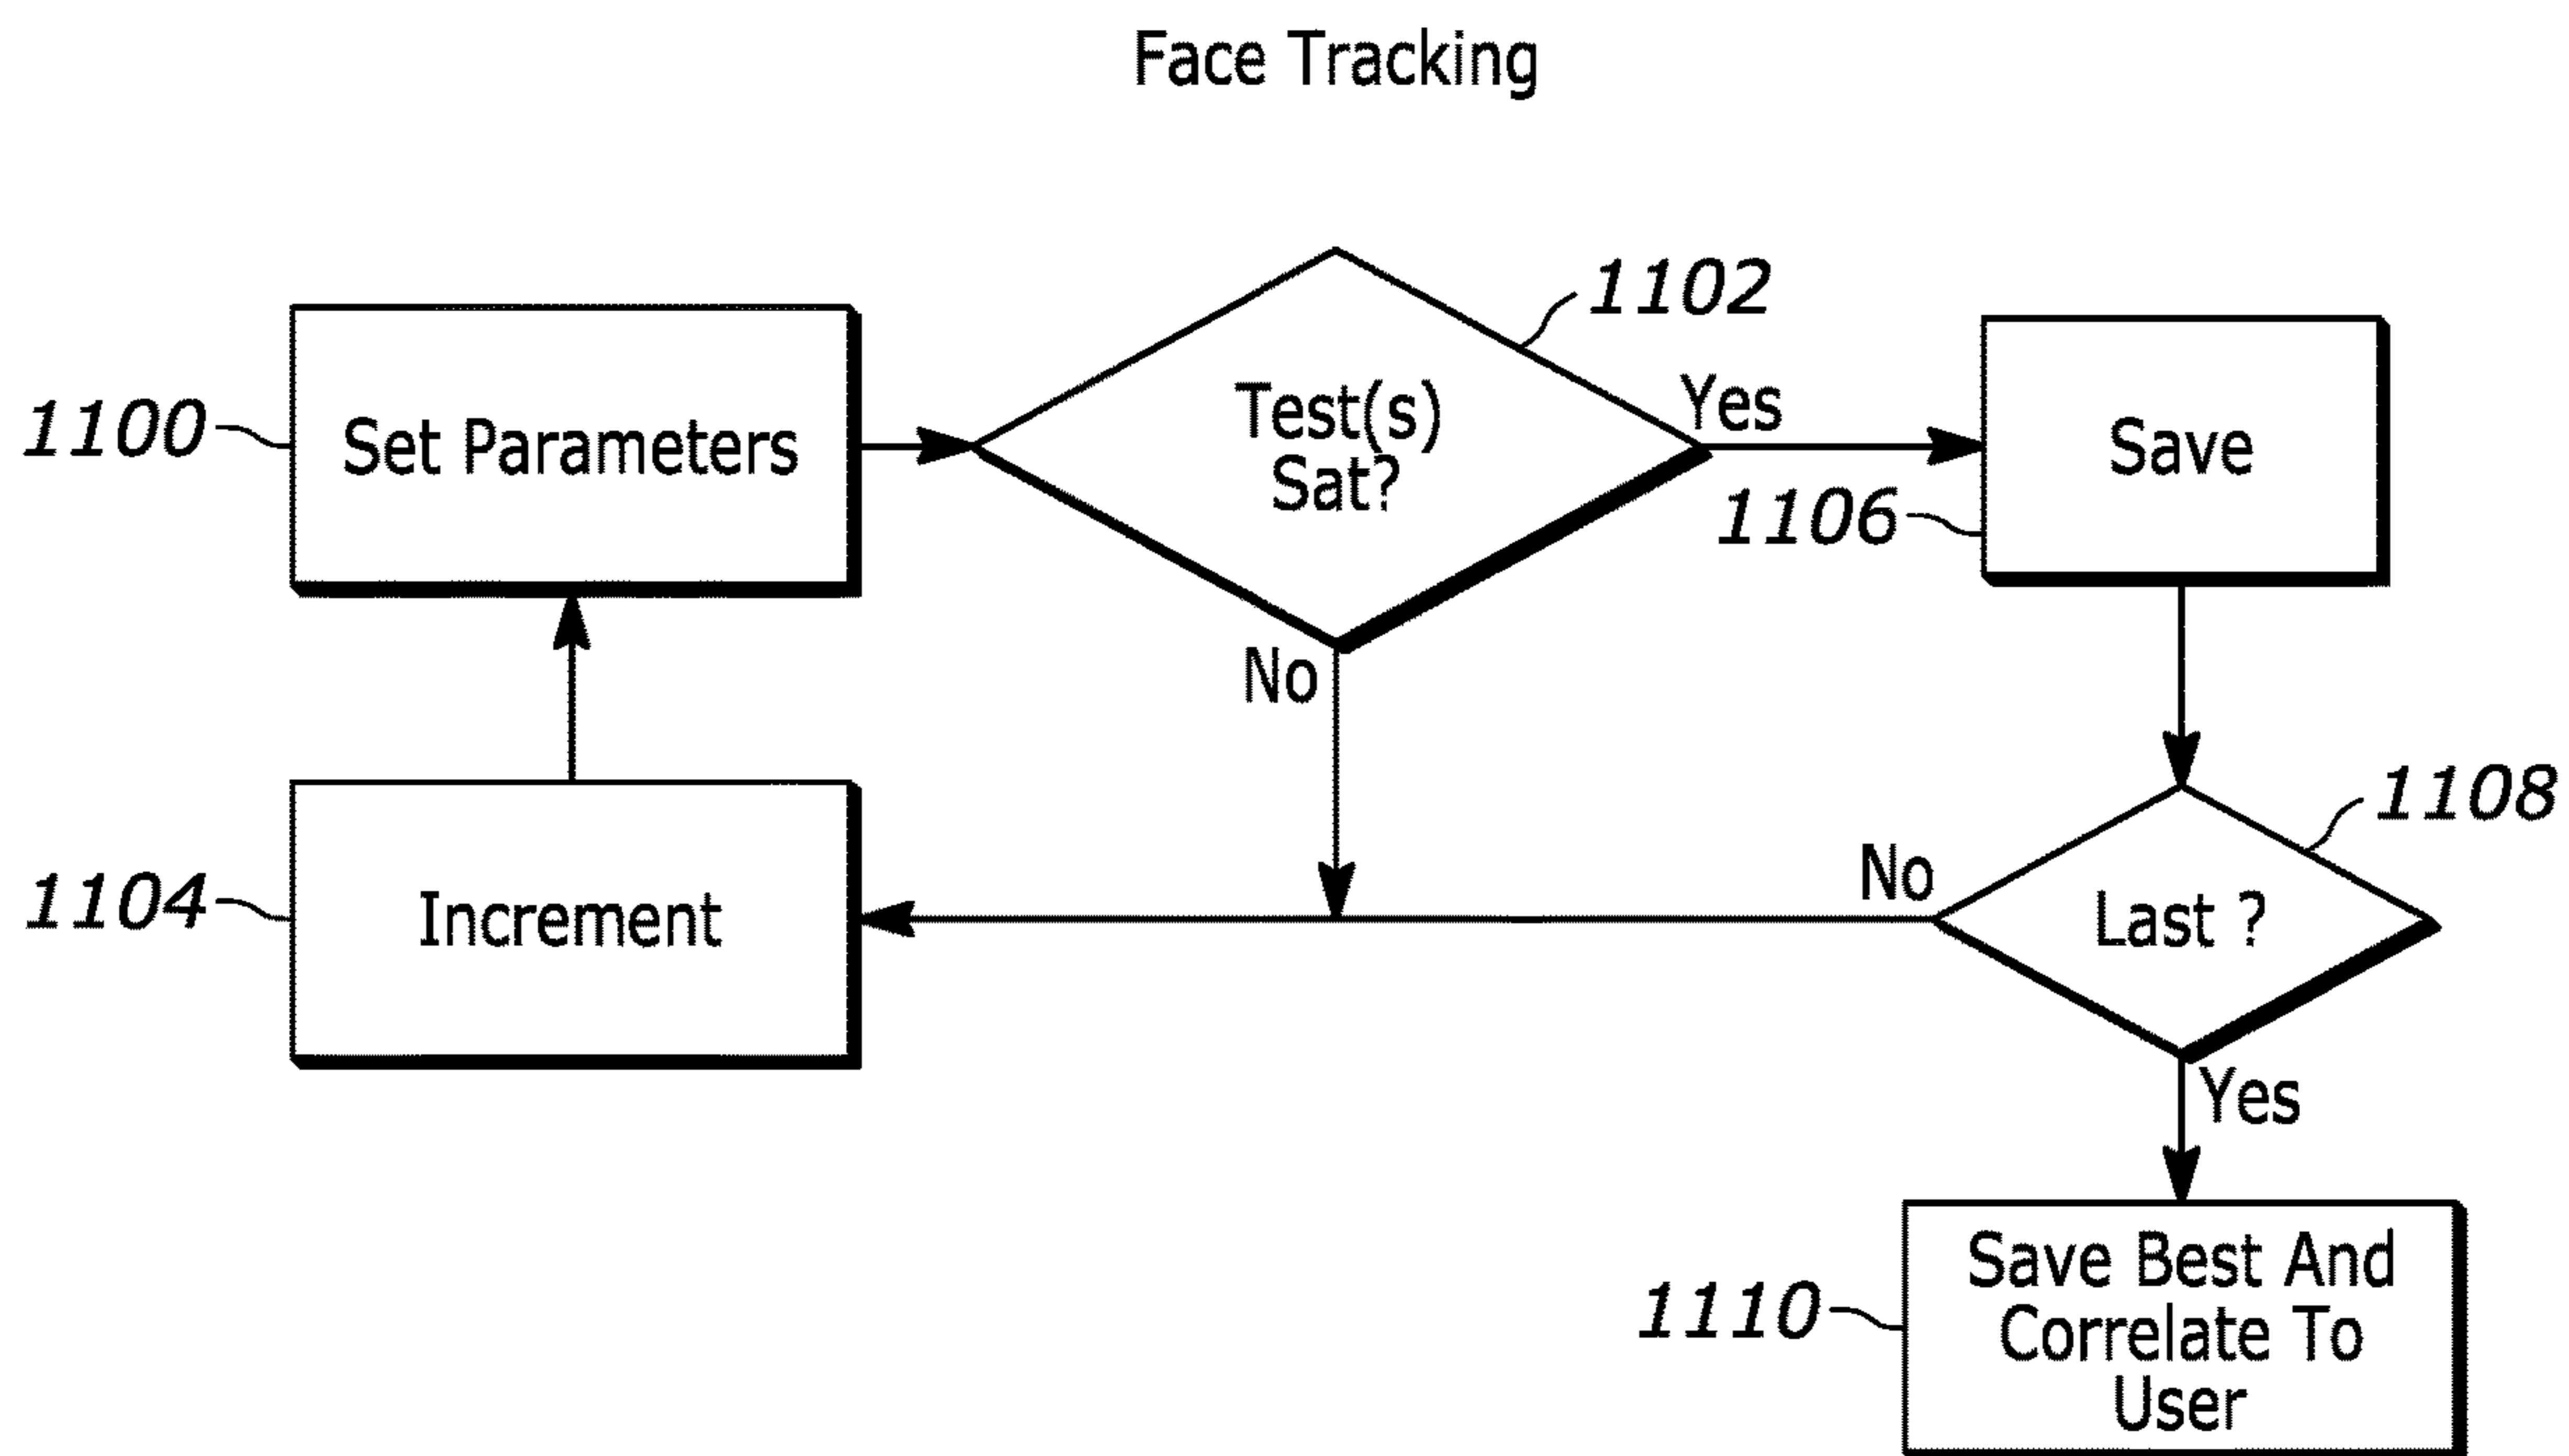 Face Tracking
1100
Set Parameters
Test(s)
Sat?
1102
Yes
No
Save
1106
1104
Increment
No
Last ?
1108
Yes
1110
Save Best And
Correlate To
User